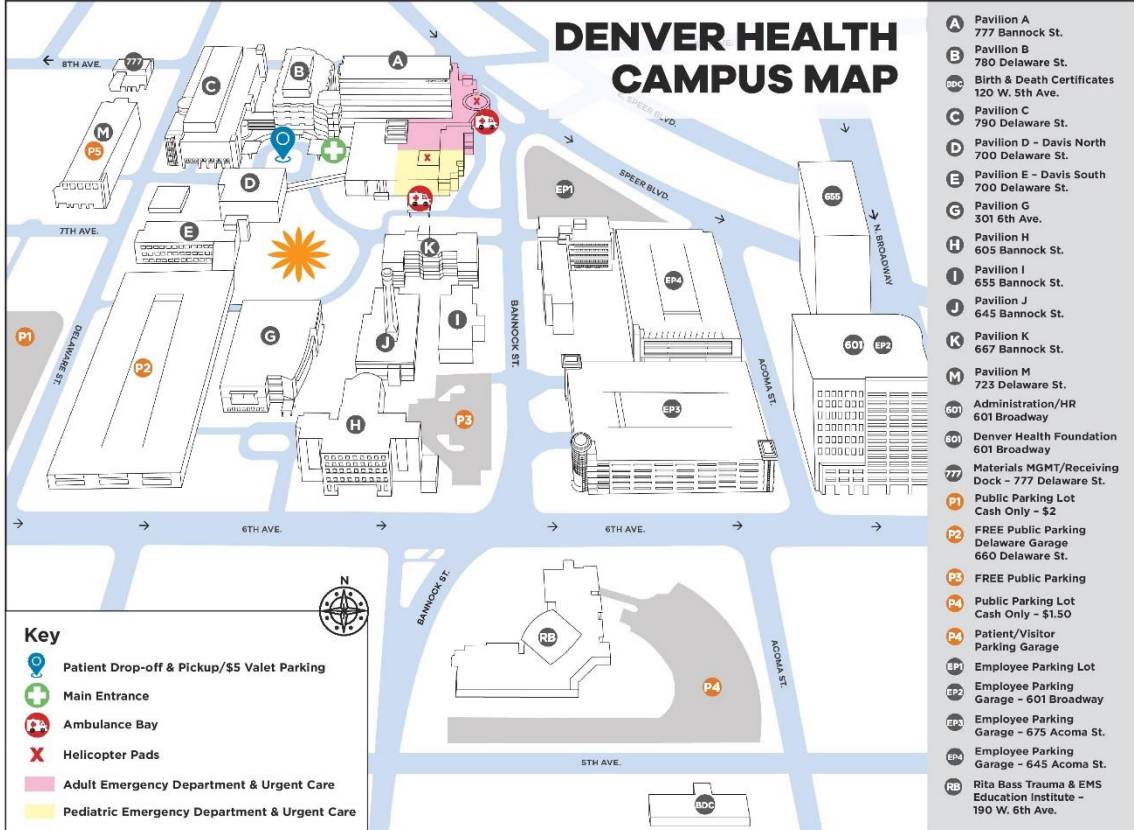 DENVER HEALTH
CAMPUS MAP
8TH AVE.
777
C
B
A
M
P5
D
E
7TH AVE.
K
EP1
SPEER BLVD.
E. SPEER BLVD.
655
N. BROADWAY
EP4
G
J
I
BANNOCK ST.
P1
DELAWARE ST.
P2
H
P3
EP3
ACOMA ST.
601
EP2
6TH AVE.
6TH AVE.
BANNOCK ST.
RB
P4
ACOMA ST.
5TH AVE.
BDC
N
Key
Patient Drop-off & Pickup/$5 Valet Parking
Main Entrance
Ambulance Bay
X Helicopter Pads
Adult Emergency Department & Urgent Care
Pediatric Emergency Department & Urgent Care
A Pavilion A
777 Bannock St.
B Pavilion B
780 Delaware St.
BDC Birth & Death Certificates
120 W. 5th Ave.
C Pavilion C
790 Delaware St.
D Pavilion D – Davis North
700 Delaware St.
E Pavilion E – Davis South
700 Delaware St.
G Pavilion G
301 6th Ave.
H Pavilion H
605 Bannock St.
I Pavilion I
655 Bannock St.
J Pavilion J
645 Bannock St.
K Pavilion K
667 Bannock St.
M Pavilion M
723 Delaware St.
601 Administration/HR
601 Broadway
601 Denver Health Foundation
601 Broadway
777 Materials MGMT/Receiving
Dock – 777 Delaware St.
P1 Public Parking Lot
Cash Only – $2
P2 FREE Public Parking
Delaware Garage
660 Delaware St.
P3 FREE Public Parking
P4 Public Parking Lot
Cash Only – $1.50
P4 Patient/Visitor
Parking Garage
EP1 Employee Parking Lot
EP2 Employee Parking
Garage – 601 Broadway
EP3 Employee Parking
Garage – 675 Acoma St.
EP4 Employee Parking
Garage – 645 Acoma St.
RB Rita Bass Trauma & EMS
Education Institute –
190 W. 6th Ave.